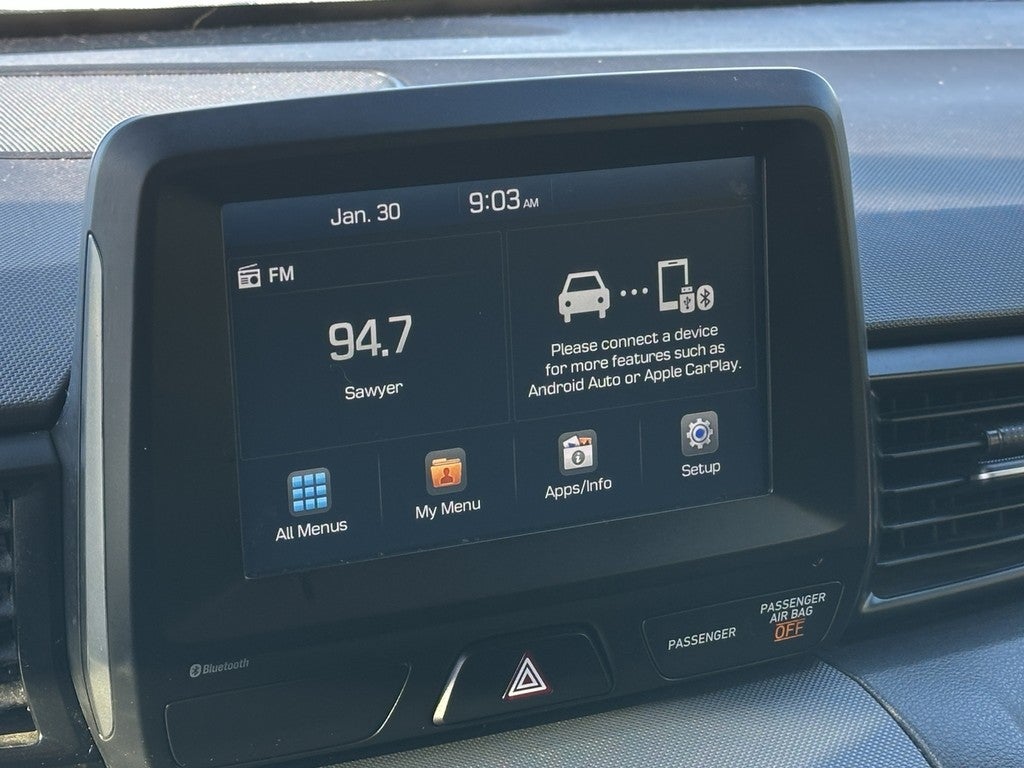 Jan. 30
9:03 AM
FM
94.7
Sawyer
Please connect a device
for more features such as
Android Auto or Apple CarPlay.
All Menus
My Menu
Apps/Info
Setup
Bluetooth
PASSENGER
PASSENGER
AIR BAG
OFF